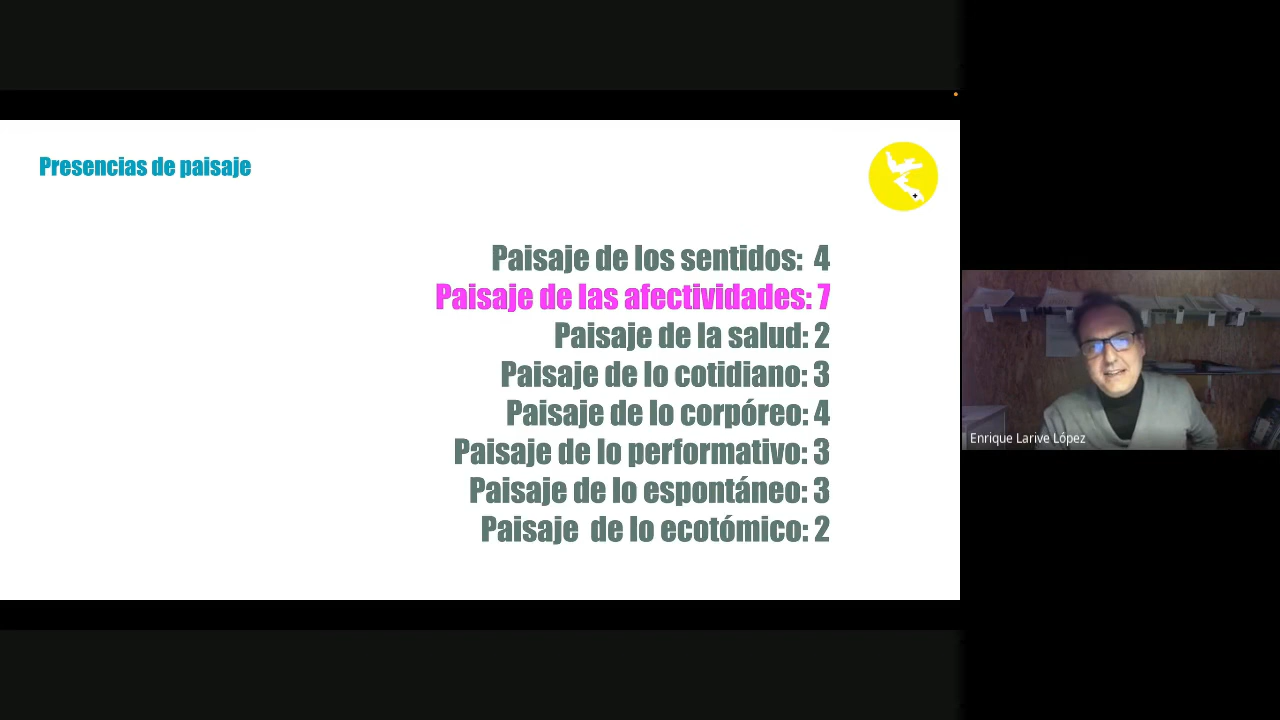 Presencias de paisaje
Paisaje de los sentidos:  4
Paisaje de las afectividades: 7
Paisaje de la salud: 2
Paisaje de lo cotidiano: 3
Paisaje de lo corpóreo: 4
Paisaje de lo performativo: 3
Paisaje de lo espontáneo: 3
Paisaje  de lo ecotómico: 2
Enrique Larive López